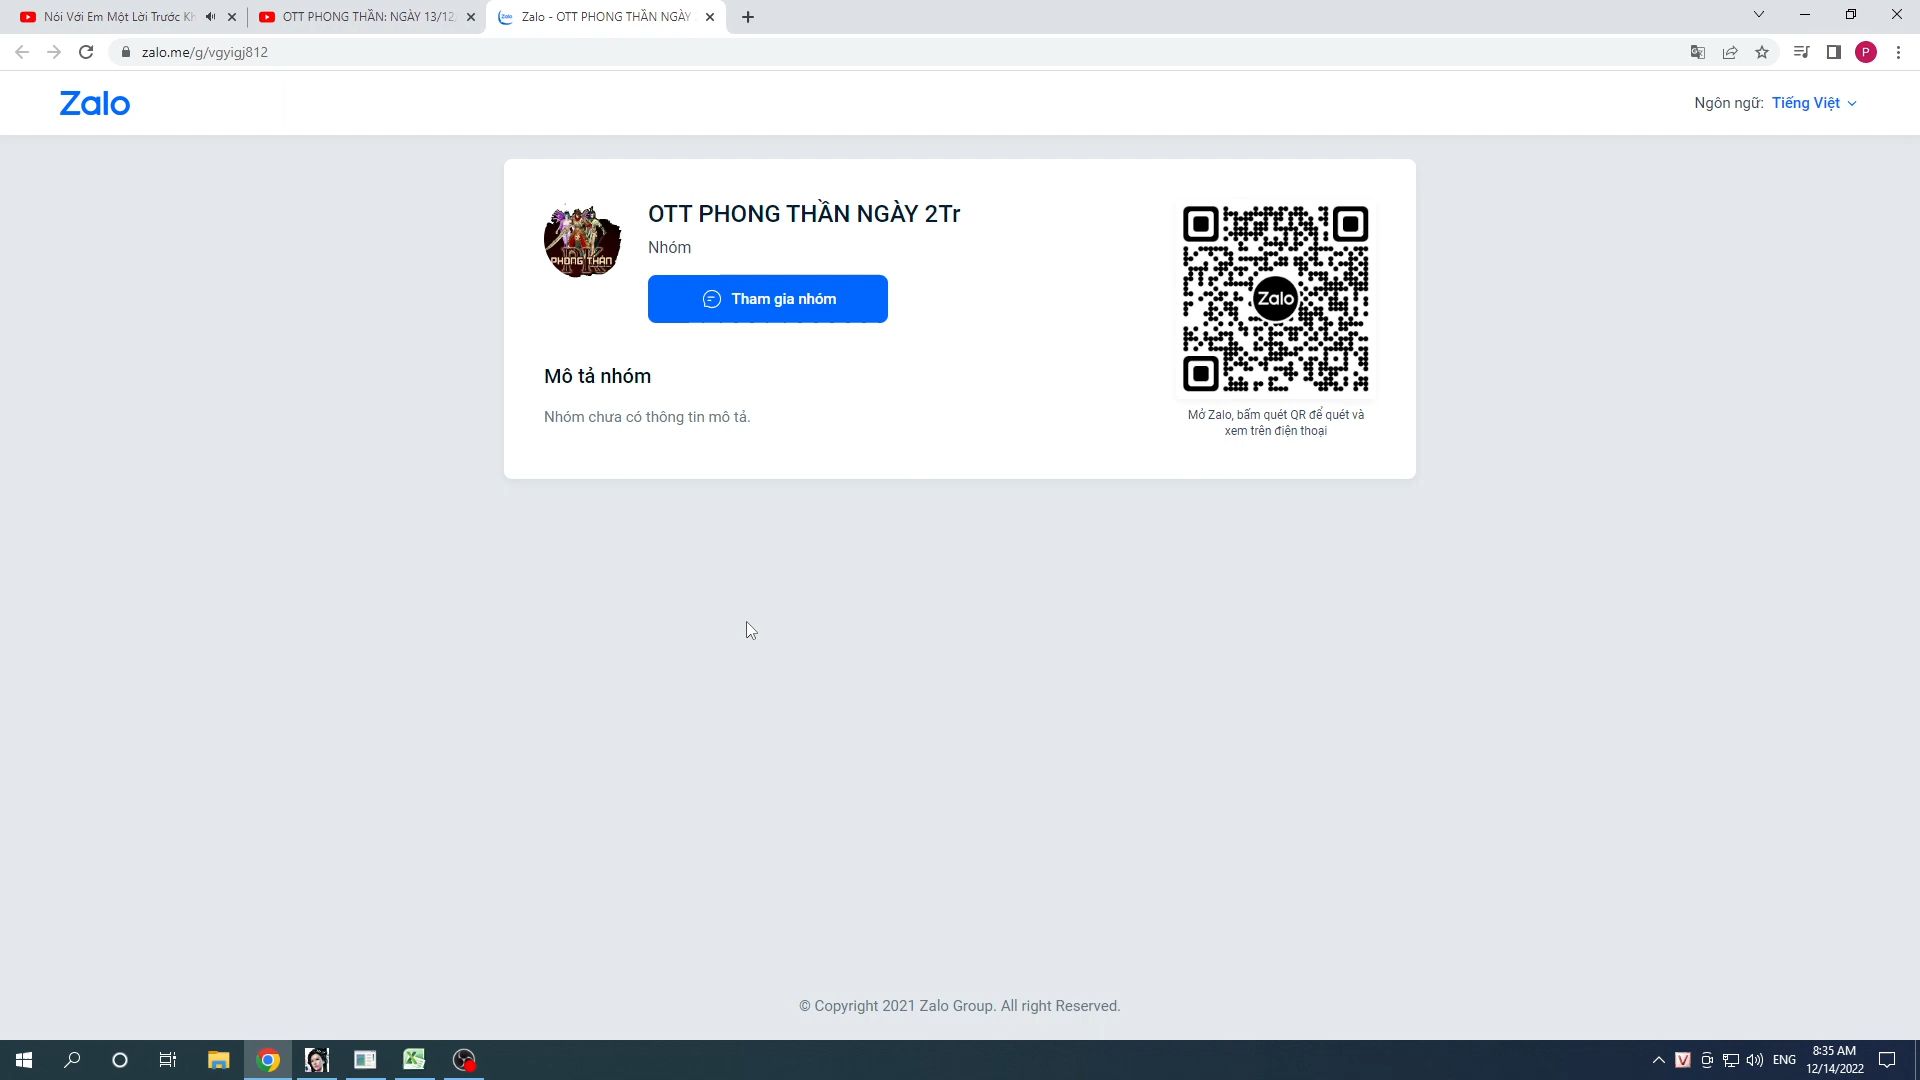 Nói Với Em Một Lời Trước Kh
OTT PHONG THẦN: NGÀY 13/12
Zalo - OTT PHONG THẦN NGÀY
zalo.me/g/vgyigj812
P
Zalo
Ngôn ngữ: Tiếng Việt
PHONG THẦN
OTT PHONG THẦN NGÀY 2Tr
Nhóm
Tham gia nhóm
Zalo
Mô tả nhóm
Nhóm chưa có thông tin mô tả.
Mở Zalo, bấm quét QR để quét và
xem trên điện thoại
© Copyright 2021 Zalo Group. All right Reserved.
V
ENG
8:35 AM
12/14/2022